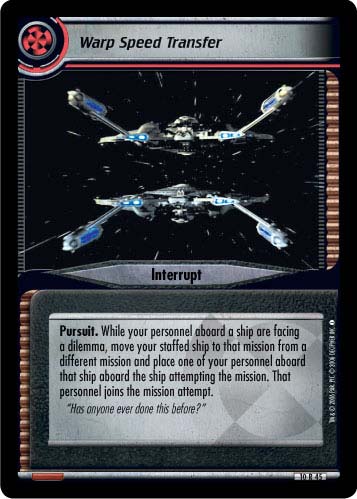 Warp Speed Transfer
Interrupt
Pursuit. While your personnel aboard a ship are facing
a dilemma, move your staffed ship to that mission from a
different mission and place one of your personnel aboard
that ship aboard the ship attempting the mission. That
personnel joins the mission attempt.
"Has anyone ever done this before?"
10 R 45